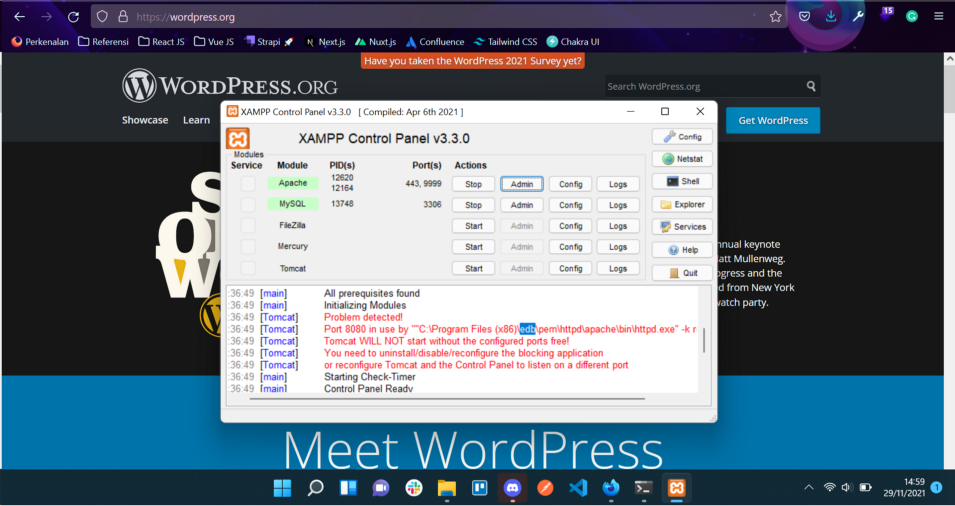 https://wordpress.org
15
Perkenalan Referensi React JS Vue JS Strapi Next.js Nuxt.js Confluence Tailwind CSS Chakra UI
Have you taken the WordPress 2021 Survey yet?
WORDPRESS.ORG
Search WordPress.org
Showcase Learn
Get WordPress
XAMPP Control Panel v3.3.0 [ Compiled: Apr 6th 2021 ]
XAMPP Control Panel v3.3.0
Config
Modules
Service Module PID(s) Port(s) Actions
Netstat
Apache 12620 12164 443, 9999 Stop Admin Config Logs
Shell
MySQL 13748 3306 Stop Admin Config Logs
Explorer
FileZilla Start Admin Config Logs
Services
Mercury Start Admin Config Logs
Help
Tomcat Start Admin Config Logs
Quit
:36:49 [main] All prerequisites found
:36:49 [main] Initializing Modules
:36:49 [Tomcat] Problem detected!
:36:49 [Tomcat] Port 8080 in use by ""C:\Program Files (x86)\edb\pem\httpd\apache\bin\httpd.exe" -k r
:36:49 [Tomcat] Tomcat WILL NOT start without the configured ports free!
:36:49 [Tomcat] You need to uninstall/disable/reconfigure the blocking application
:36:49 [Tomcat] or reconfigure Tomcat and the Control Panel to listen on a different port
:36:49 [main] Starting Check-Timer
:36:49 [main] Control Panel Ready
nnual keynote
att Mullenweg.
ogress and the
d from New York
atch party.
Meet WordPress
14:59
29/11/2021
1